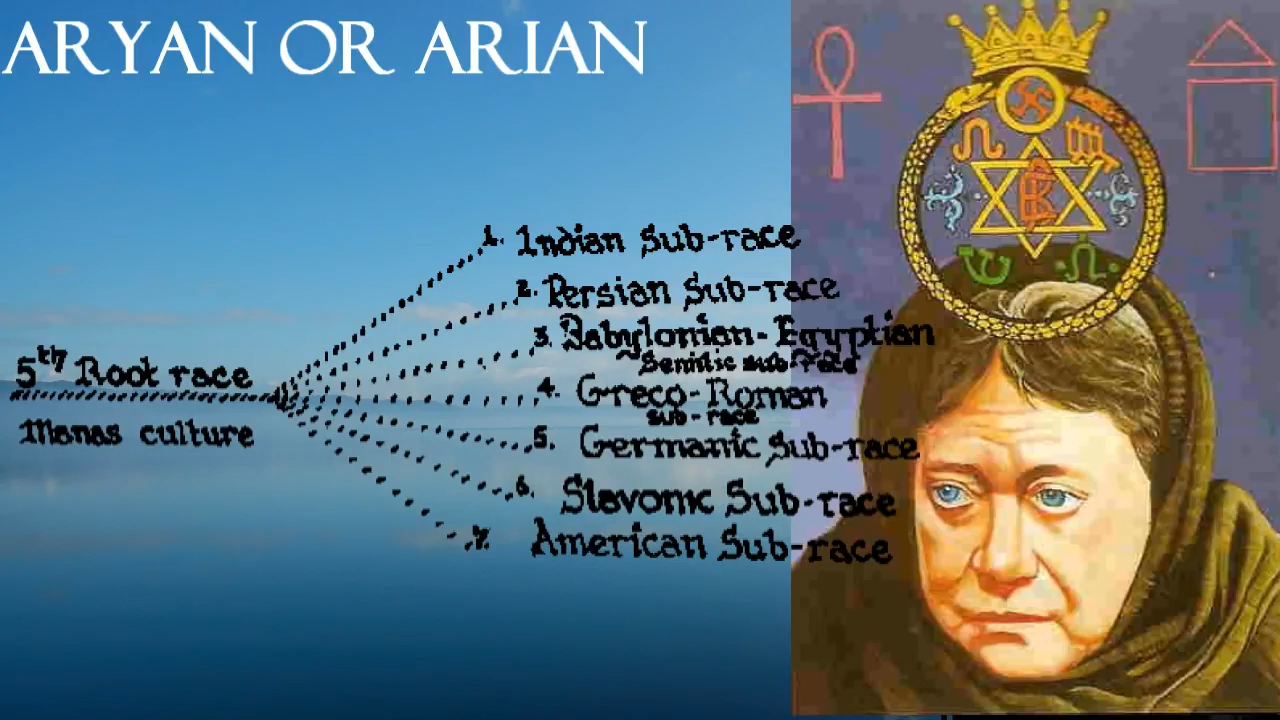 ARYAN OR ARIAN
1. Indian Sub-race
2. Persian Sub-race
3. Babylonian-Egyptian
Semitic sub-race
5th Root race
4. Greco-Roman
sub-race
Manas culture
5. Germanic Sub-race
6. Slavonic Sub-race
7. American Sub-race